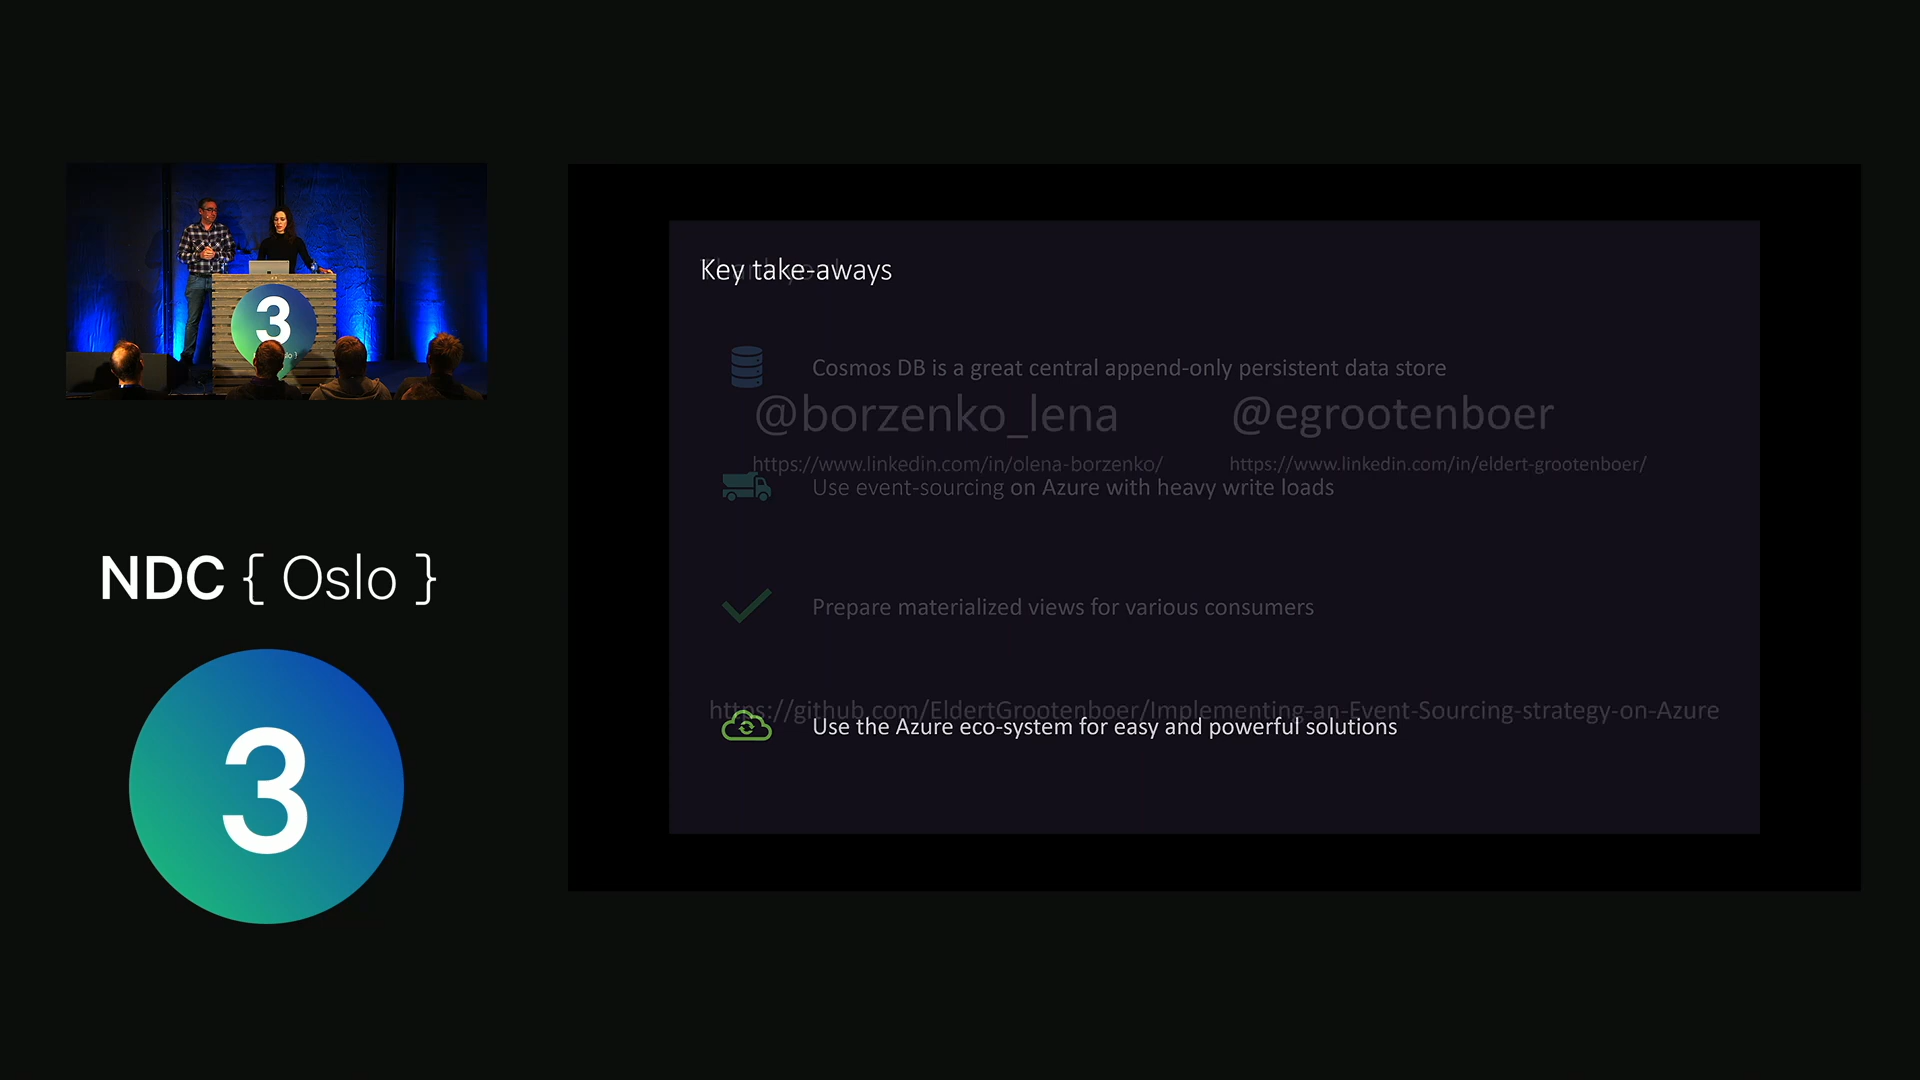 3
NDC { Oslo }
3
Key take-aways
Cosmos DB is a great central append-only persistent data store
@borzenko_lena
@egrootenboer
https://www.linkedin.com/in/olena-borzenko/
https://www.linkedin.com/in/eldert-grootenboer/
Use event-sourcing on Azure with heavy write loads
Prepare materialized views for various consumers
https://github.com/EldertGrootenboer/Implementing-an-Event-Sourcing-strategy-on-Azure
Use the Azure eco-system for easy and powerful solutions